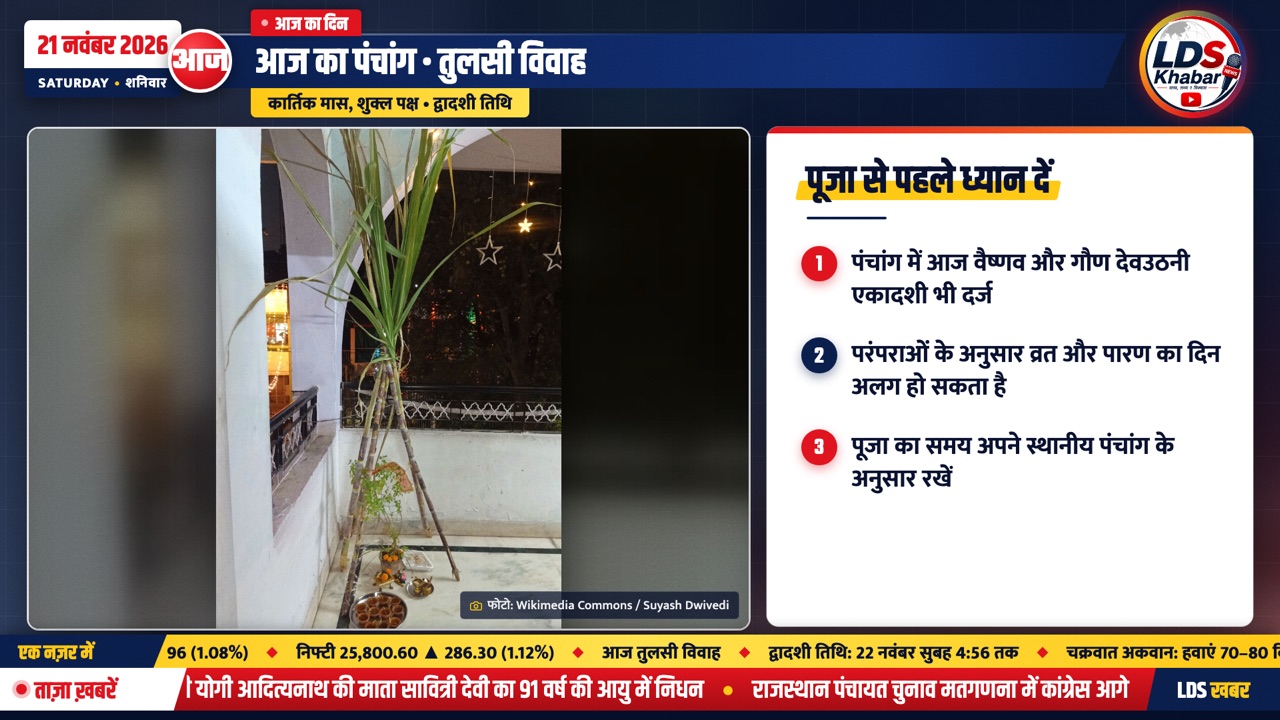 आज का दिन
21 नवंबर 2026
SATURDAY • शनिवार
आज
आज का पंचांग • तुलसी विवाह
कार्तिक मास, शुक्ल पक्ष • द्वादशी तिथि
LDS
Khabar
NEWS
पूजा से पहले ध्यान दें
1 पंचांग में आज वैष्णव और गौण देवउठनी
एकादशी भी दर्ज
2 परंपराओं के अनुसार व्रत और पारण का दिन
अलग हो सकता है
3 पूजा का समय अपने स्थानीय पंचांग के
अनुसार रखें
फोटो: Wikimedia Commons / Suyash Dwivedi
एक नज़र में 96 (1.08%) ◆ निफ्टी 25,800.60 ▲ 286.30 (1.12%) ◆ आज तुलसी विवाह ◆ द्वादशी तिथि: 22 नवंबर सुबह 4:56 तक ◆ चक्रवात अकवान: हवाएं 70–80
ताज़ा ख़बरें योगी आदित्यनाथ की माता सावित्री देवी का 91 वर्ष की आयु में निधन • राजस्थान पंचायत चुनाव मतगणना में कांग्रेस आगे LDS खबर